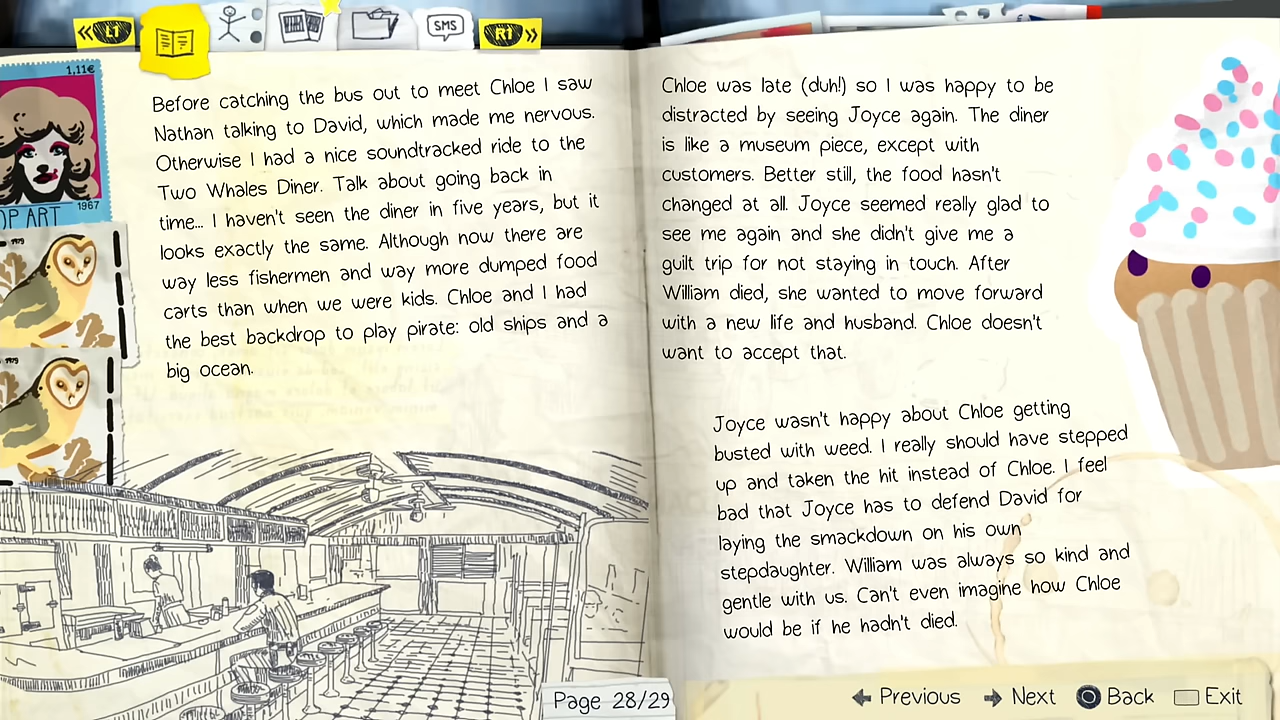 L1
SMS
R1
1,11€
OP ART
1967
1979
1979
Before catching the bus out to meet Chloe I saw
Nathan talking to David, which made me nervous.
Otherwise I had a nice soundtracked ride to the
Two Whales Diner. Talk about going back in
time... I haven't seen the diner in five years, but it
looks exactly the same. Although now there are
way less fishermen and way more dumped food
carts than when we were kids. Chloe and I had
the best backdrop to play pirate: old ships and a
big ocean.
Chloe was late (duh!) so I was happy to be
distracted by seeing Joyce again. The diner
is like a museum piece, except with
customers. Better still, the food hasn't
changed at all. Joyce seemed really glad to
see me again and she didn't give me a
guilt trip for not staying in touch. After
William died, she wanted to move forward
with a new life and husband. Chloe doesn't
want to accept that.
Joyce wasn't happy about Chloe getting
busted with weed. I really should have stepped
up and taken the hit instead of Chloe. I feel
bad that Joyce has to defend David for
laying the smackdown on his own
stepdaughter. William was always so kind and
gentle with us. Can't even imagine how Chloe
would be if he hadn't died.
Page 28/29
Previous Next Back Exit